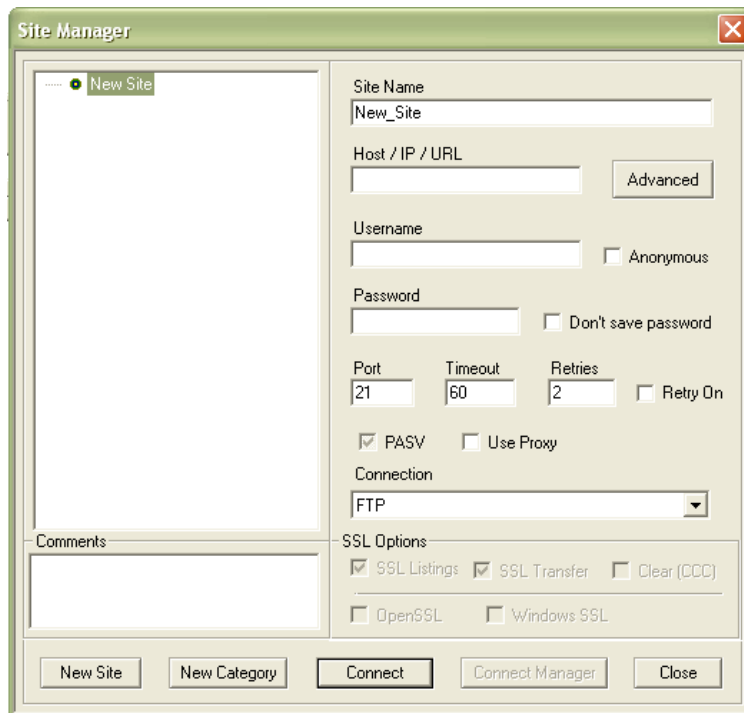 Site Manager
New Site
Site Name
New_Site
Host / IP / URL
Advanced
Username
Anonymous
Password
Don't save password
Port Timeout Retries
21 60 2 Retry On
PASV Use Proxy
Connection
FTP
Comments
SSL Options
SSL Listings SSL Transfer Clear (CCC)
OpenSSL Windows SSL
New Site New Category Connect Connect Manager Close